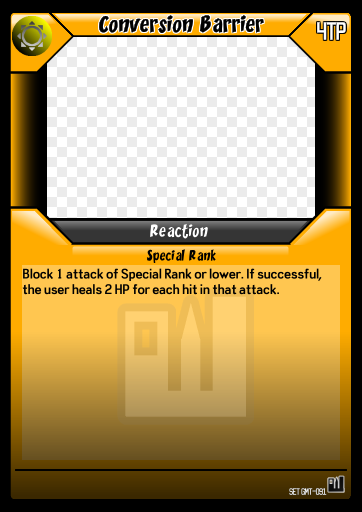 Conversion Barrier
4TP
Reaction
Special Rank
Block 1 attack of Special Rank or lower. If successful,
the user heals 2 HP for each hit in that attack.
SET GMT-091